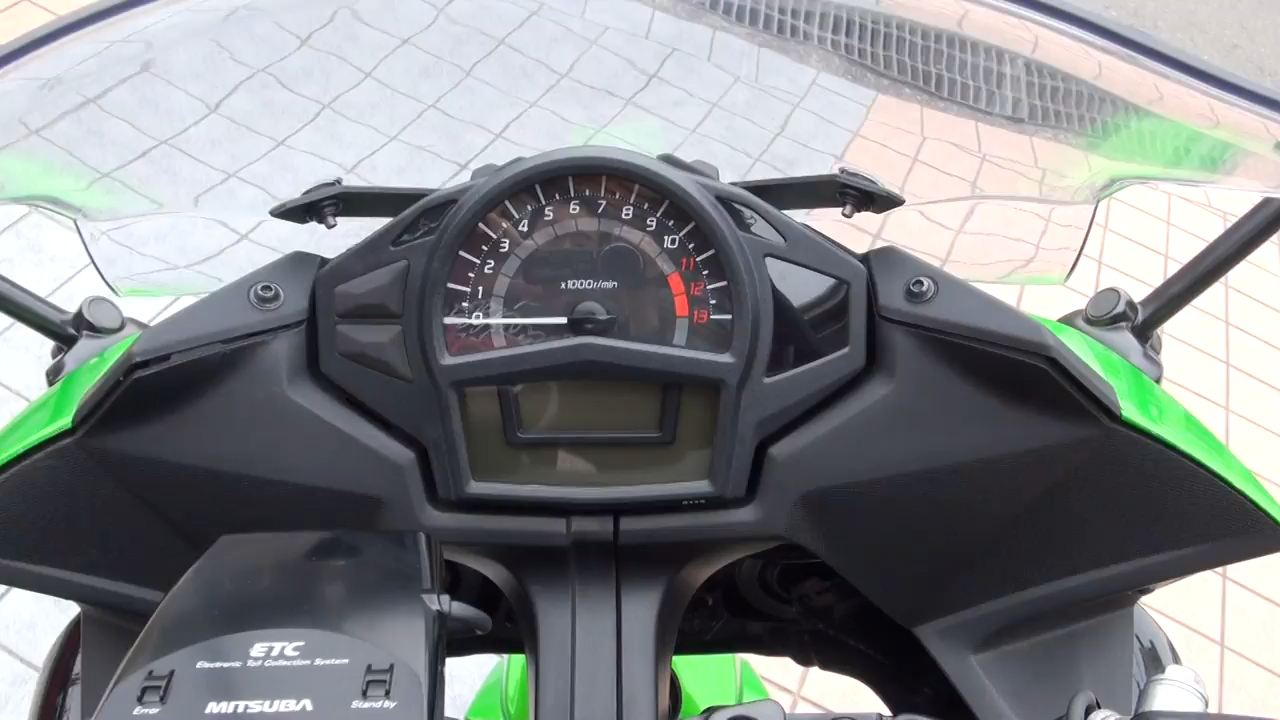 0
1
2
3
4
5
6
7
8
9
10
11
12
13
x1000r/min
ETC
Electronic Toll Collection System
Error
MITSUBA
Stand by